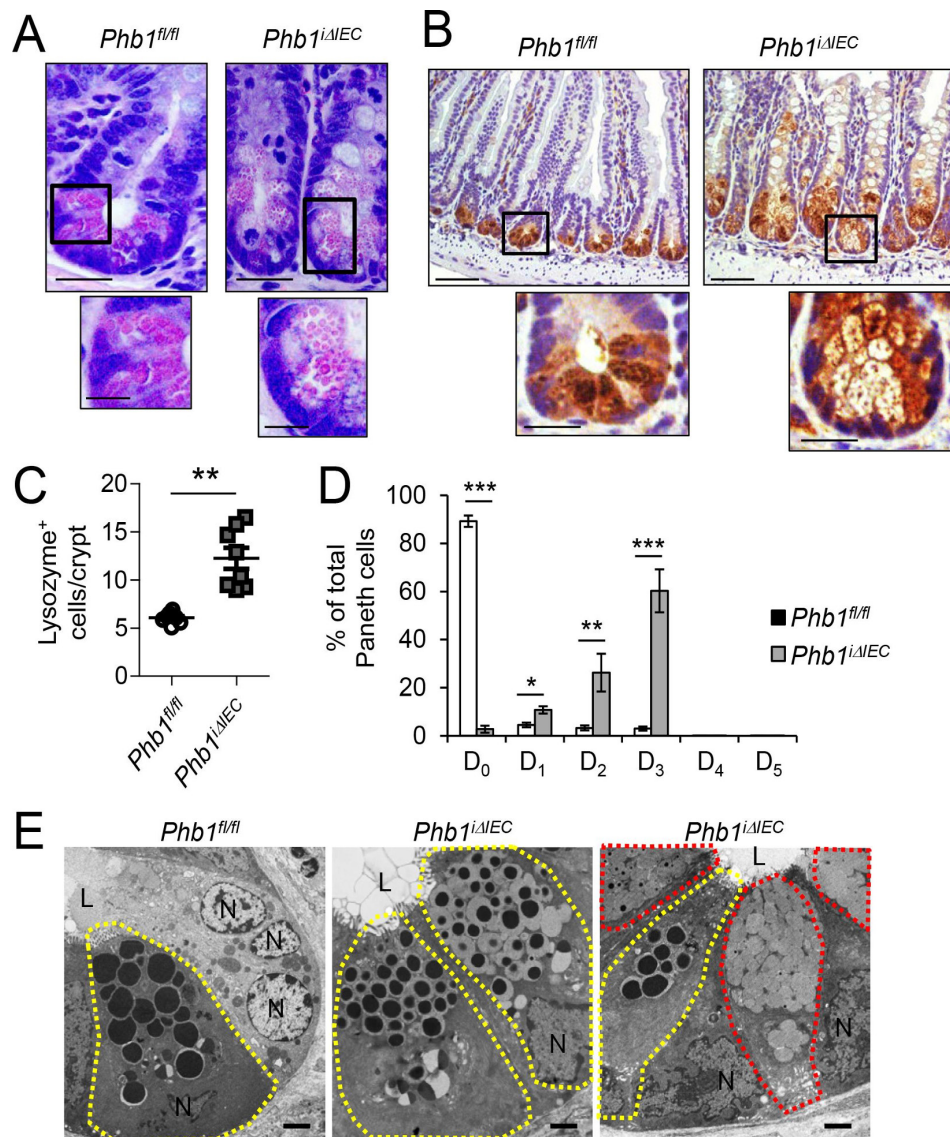 A
Phb1fl/fl
Phb1iΔIEC
B
Phb1fl/fl
Phb1iΔIEC
C
Lysozyme+
cells/crypt
20
15
10
5
0
**
Phb1fl/fl
Phb1iΔIEC
D
% of total
Paneth cells
100
80
60
40
20
0
***
*
**
***
D0
D1
D2
D3
D4
D5
Phb1fl/fl
Phb1iΔIEC
E
Phb1fl/fl
Phb1iΔIEC
Phb1iΔIEC
L
N
N
N
N
L
N
L
N
N